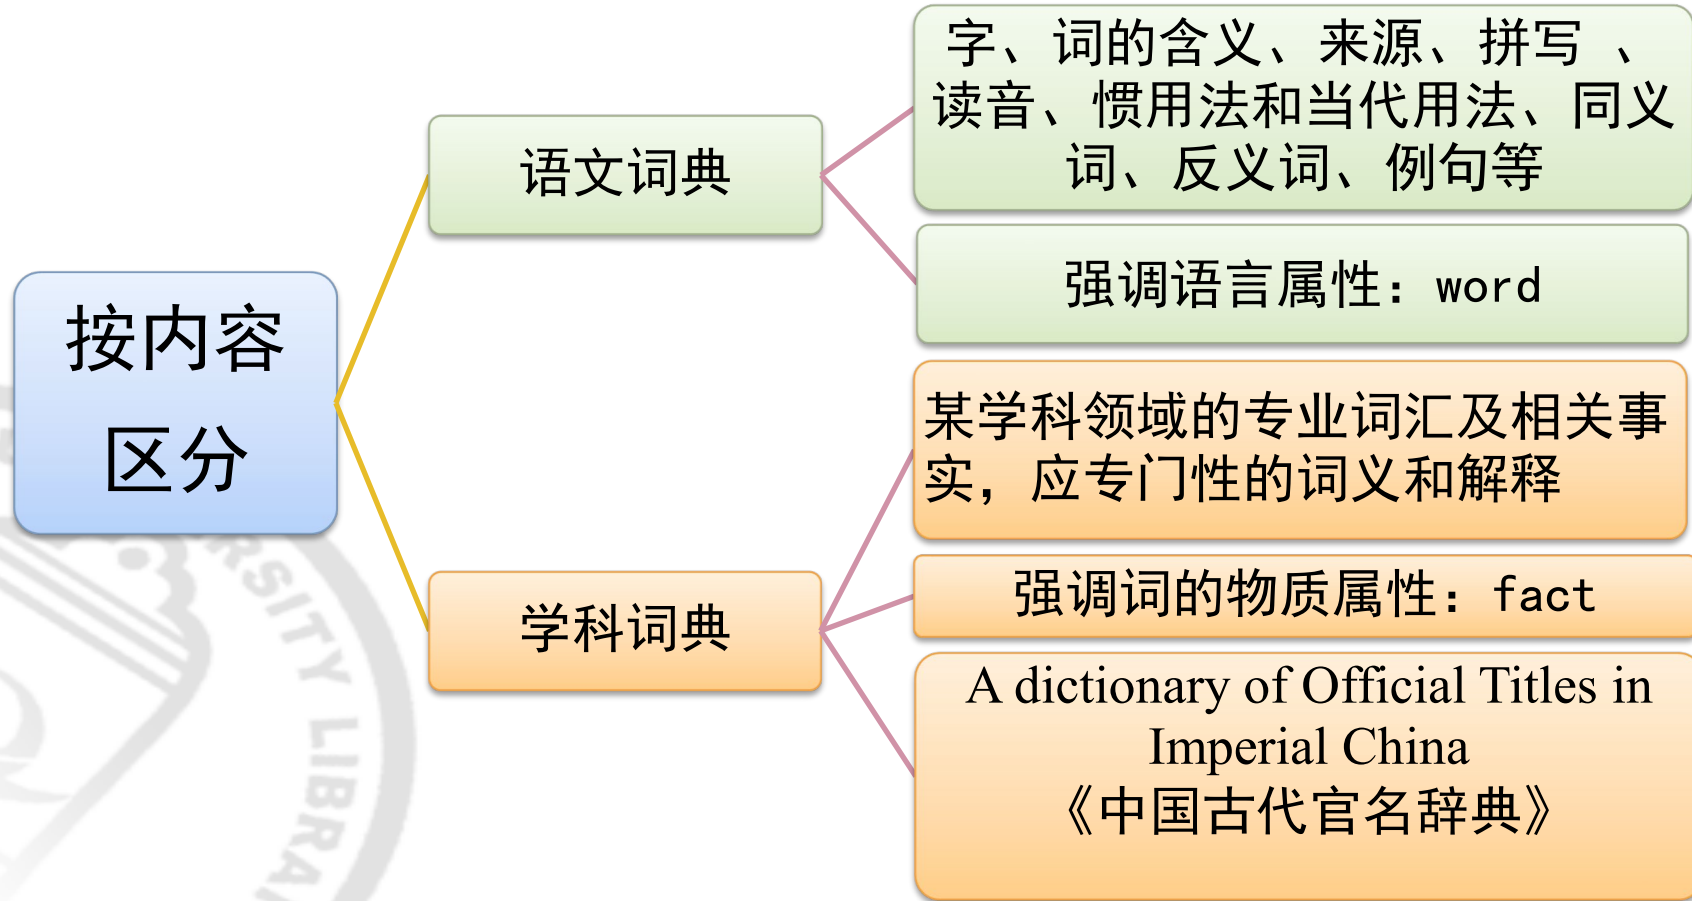 按内容
区分
语文词典
字、词的含义、来源、拼写 、
读音、惯用法和当代用法、同义
词、反义词、例句等
强调语言属性：word
学科词典
某学科领域的专业词汇及相关事
实，应专门性的词义和解释
强调词的物质属性：fact
A dictionary of Official Titles in
Imperial China
《中国古代官名辞典》